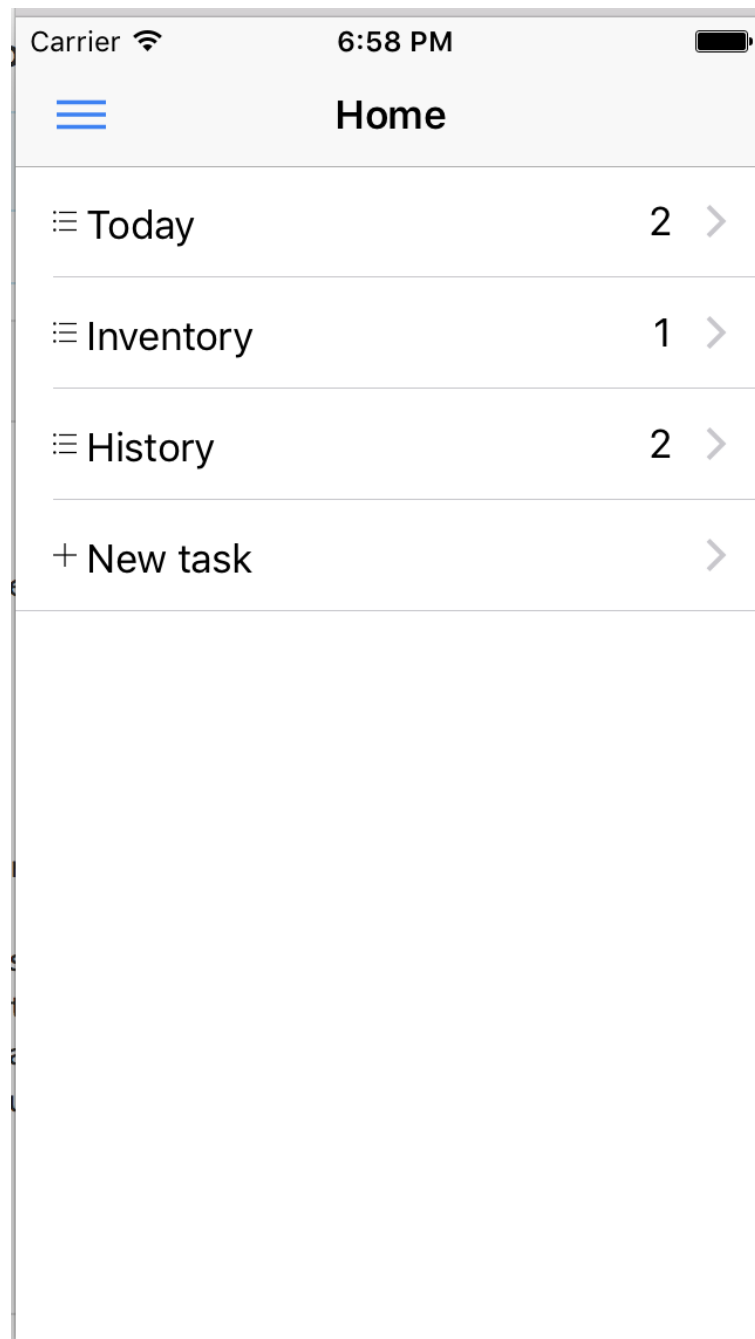 Carrier 6:58 PM
Home
Today 2
Inventory 1
History 2
+ New task